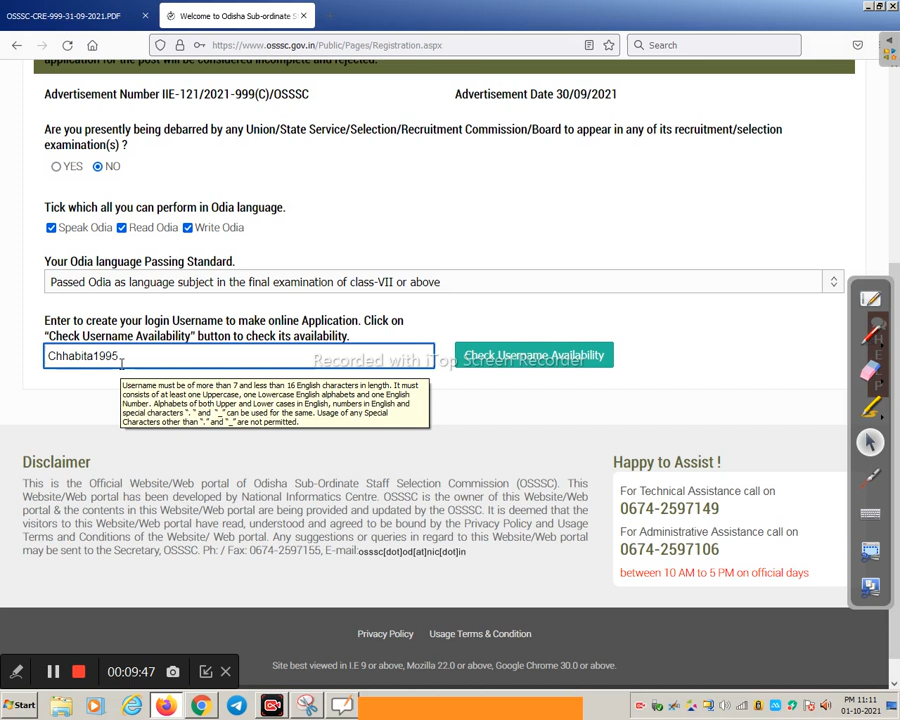 OSSSC-CRE-999-31-09-2021.PDF
Welcome to Odisha Sub-ordinate S
https://www.osssc.gov.in/Public/Pages/Registration.aspx
Search
application for the post will be considered incomplete and rejected.
Advertisement Number IIE-121/2021-999(C)/OSSSC
Advertisement Date 30/09/2021
Are you presently being debarred by any Union/State Service/Selection/Recruitment Commission/Board to appear in any of its recruitment/selection
examination(s) ?
YES NO
Tick which all you can perform in Odia language.
Speak Odia Read Odia Write Odia
Your Odia language Passing Standard.
Passed Odia as language subject in the final examination of class-VII or above
Enter to create your login Username to make online Application. Click on
“Check Username Availability” button to check its availability.
Chhabita1995
Check Username Availability
Recorded with iTop Screen Recorder
Username must be of more than 7 and less than 16 English characters in length. It must
consists of at least one Uppercase, one Lowercase English alphabets and one English
Number. Alphabets of both Upper and Lower cases in English, numbers in English and
special characters “. “ and “_” can be used for the same. Usage of any Special
Characters other than “.” and “_” are not permitted.
HELP
Disclaimer
This is the Official Website/Web portal of Odisha Sub-Ordinate Staff Selection Commission (OSSSC). This
Website/Web portal has been developed by National Informatics Centre. OSSSC is the owner of this Website/Web
portal & the contents in this Website/Web portal are being provided and updated by the OSSSC. It is deemed that the
visitors to this Website/Web portal have read, understood and agreed to be bound by the Privacy Policy and Usage
Terms and Conditions of the Website/ Web portal. Any suggestions or queries in regard to this Website/Web portal
may be sent to the Secretary, OSSSC. Ph: / Fax: 0674-2597155, E-mail:osssc[dot]od[at]nic[dot]in
Happy to Assist !
For Technical Assistance call on
0674-2597149
For Administrative Assistance call on
0674-2597106
between 10 AM to 5 PM on official days
Privacy Policy
Usage Terms & Condition
Site best viewed in I.E 9 or above, Mozilla 22.0 or above, Google Chrome 30.0 or above.
00:09:47
Start
PM 11:11
01-10-2021